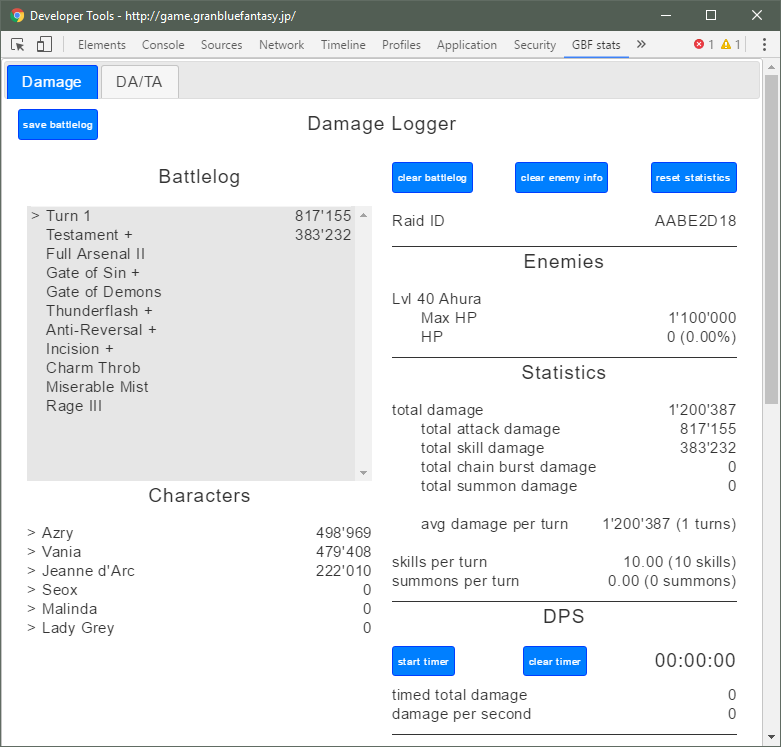 Developer Tools - http://game.granbluefantasy.jp/
Elements Console Sources Network Timeline Profiles Application Security GBF stats » 1 1
Damage DA/TA
save battlelog
Damage Logger
Battlelog
> Turn 1 817'155
Testament + 383'232
Full Arsenal II
Gate of Sin +
Gate of Demons
Thunderflash +
Anti-Reversal +
Incision +
Charm Throb
Miserable Mist
Rage III
Characters
> Azry 498'969
> Vania 479'408
> Jeanne d'Arc 222'010
> Seox 0
> Malinda 0
> Lady Grey 0
clear battlelog clear enemy info reset statistics
Raid ID AABE2D18
Enemies
Lvl 40 Ahura
Max HP 1'100'000
HP 0 (0.00%)
Statistics
total damage 1'200'387
total attack damage 817'155
total skill damage 383'232
total chain burst damage 0
total summon damage 0
avg damage per turn 1'200'387 (1 turns)
skills per turn 10.00 (10 skills)
summons per turn 0.00 (0 summons)
DPS
start timer clear timer 00:00:00
timed total damage 0
damage per second 0